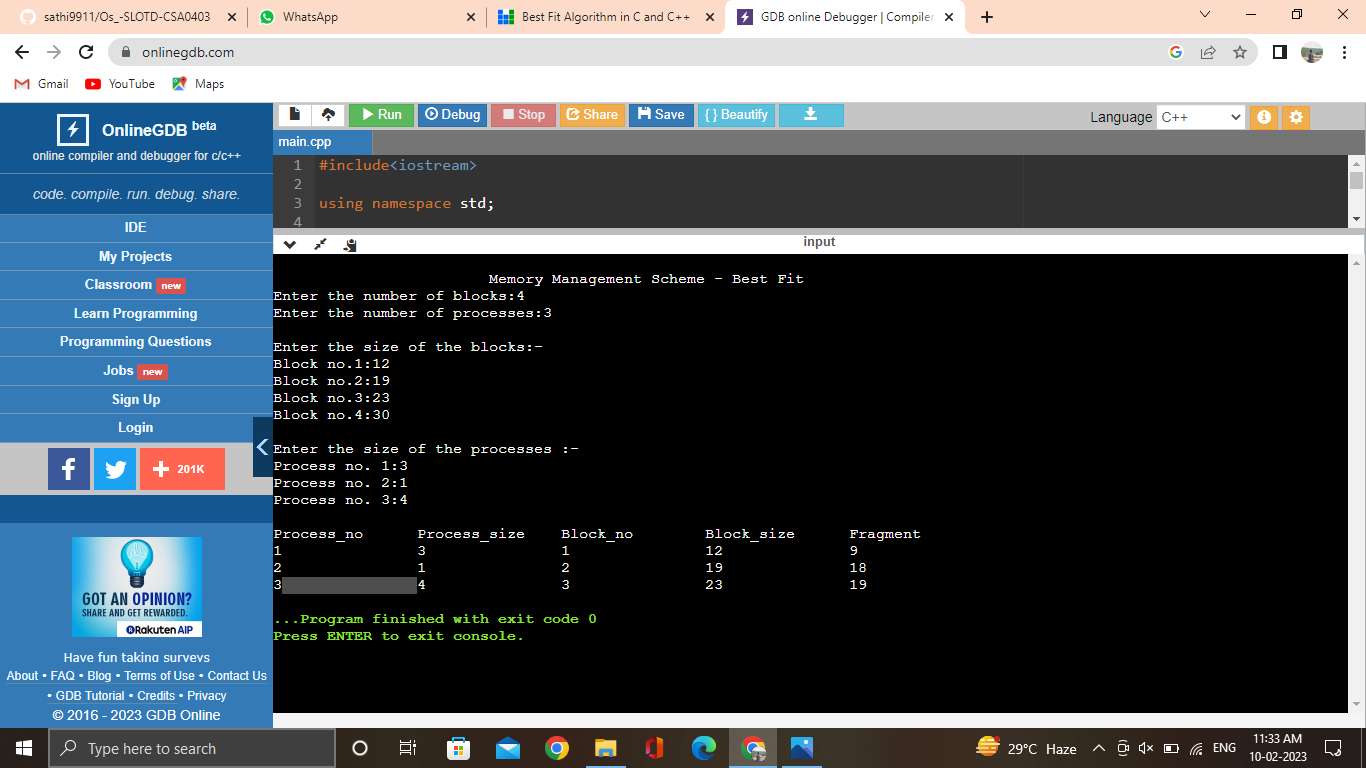 sathi9911/Os_-SLOTD-CSA0403
WhatsApp
Best Fit Algorithm in C and C++
GDB online Debugger | Compiler
onlinegdb.com
Gmail YouTube Maps
OnlineGDB beta
online compiler and debugger for c/c++
code. compile. run. debug. share.
IDE
My Projects
Classroom new
Learn Programming
Programming Questions
Jobs new
Sign Up
Login
201K
GOT AN OPINION?
SHARE AND GET REWARDED.
Rakuten AIP
Have fun taking surveys
About • FAQ • Blog • Terms of Use • Contact Us
• GDB Tutorial • Credits • Privacy
© 2016 - 2023 GDB Online
Run Debug Stop Share Save { } Beautify
Language C++
main.cpp
1 #include<iostream>
2
3 using namespace std;
4
input
Memory Management Scheme - Best Fit
Enter the number of blocks:4
Enter the number of processes:3
Enter the size of the blocks:-
Block no.1:12
Block no.2:19
Block no.3:23
Block no.4:30
Enter the size of the processes :-
Process no. 1:3
Process no. 2:1
Process no. 3:4
Process_no Process_size Block_no Block_size Fragment
1 3 1 12 9
2 1 2 19 18
3 4 3 23 19
...Program finished with exit code 0
Press ENTER to exit console.
Type here to search
29°C Haze
ENG
11:33 AM
10-02-2023